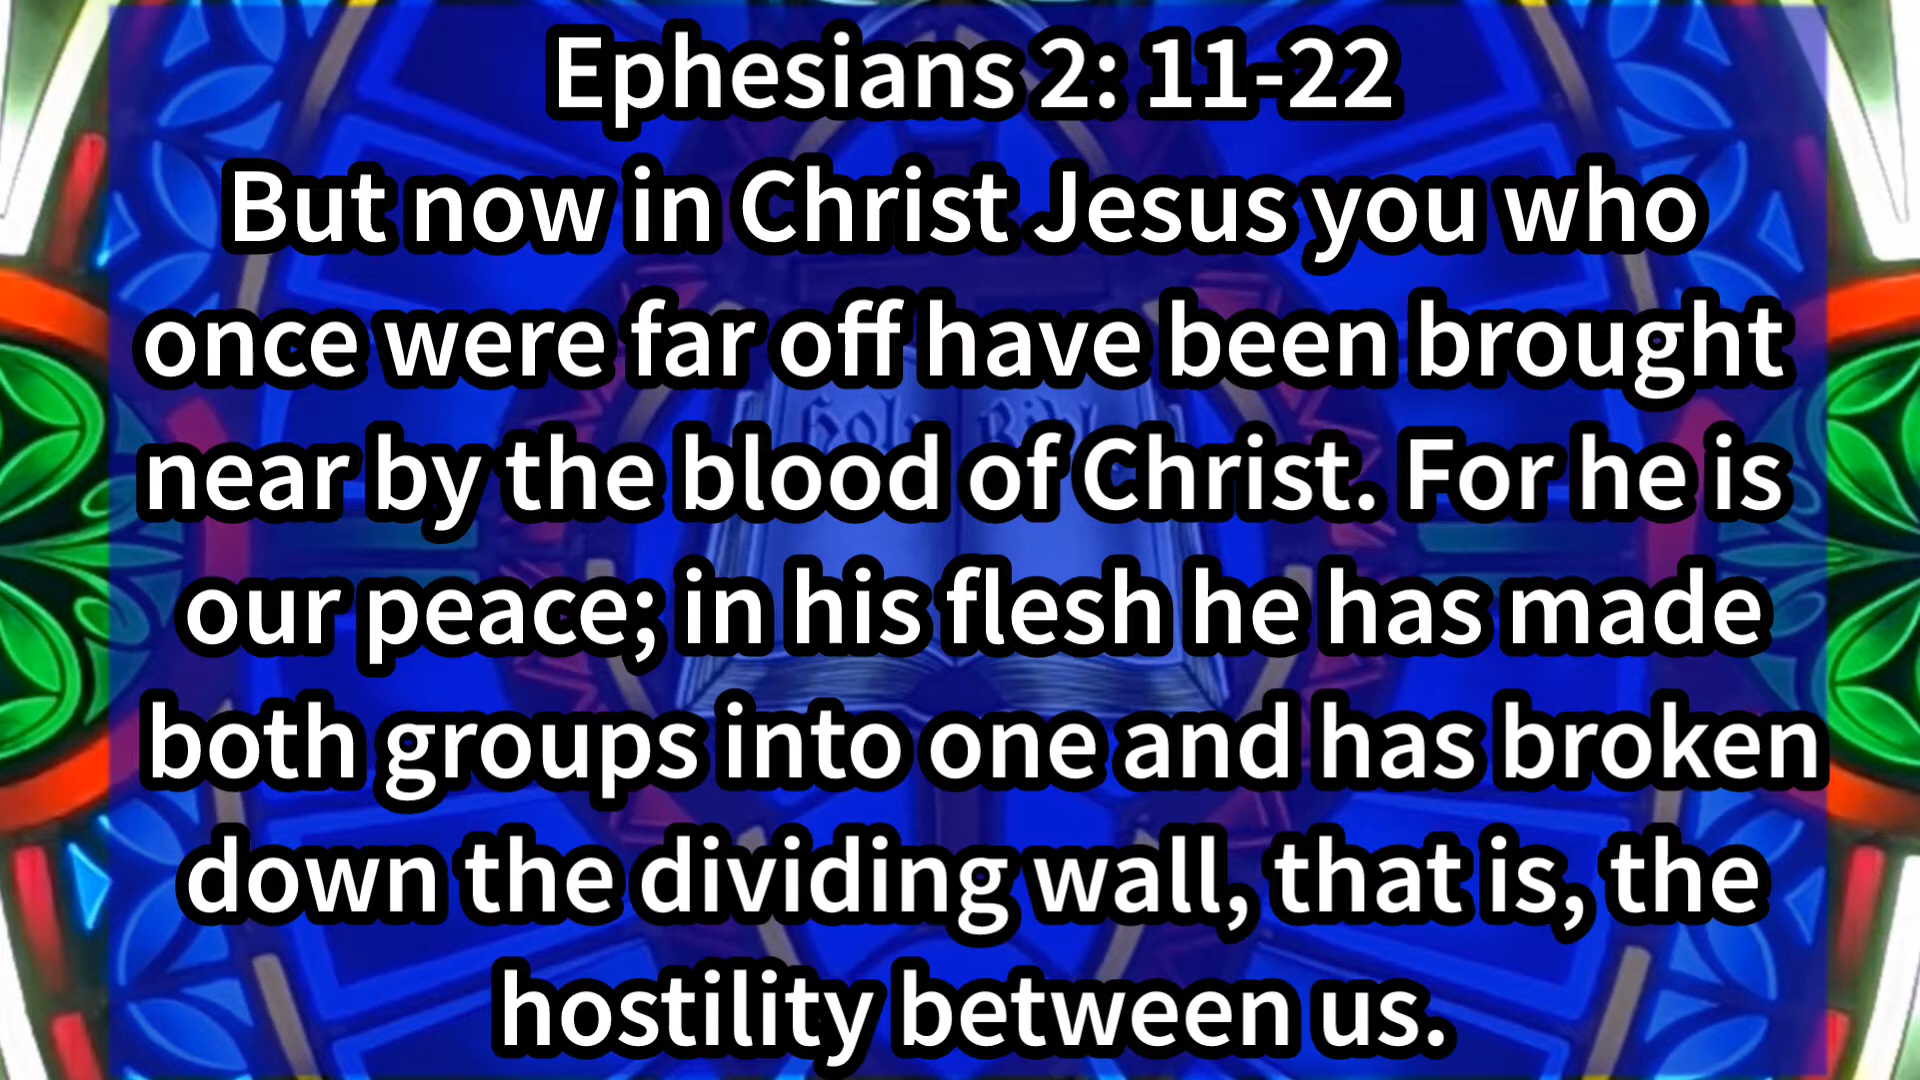 Ephesians 2: 11-22
But now in Christ Jesus you who
once were far off have been brought
near by the blood of Christ. For he is
our peace; in his flesh he has made
both groups into one and has broken
down the dividing wall, that is, the
hostility between us.
Holy Bible